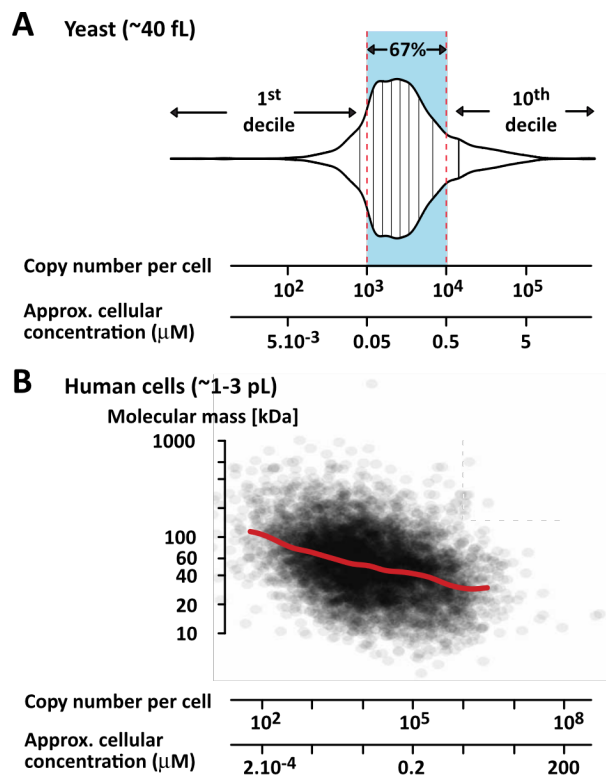 A Yeast (~40 fL)
67%
1st decile
10th decile
Copy number per cell
10² 10³ 10⁴ 10⁵
Approx. cellular
concentration (µM)
5.10⁻³ 0.05 0.5 5
B Human cells (~1-3 pL)
Molecular mass [kDa]
1000
100
60
40
20
10
Copy number per cell
10² 10⁵ 10⁸
Approx. cellular
concentration (µM)
2.10⁻⁴ 0.2 200